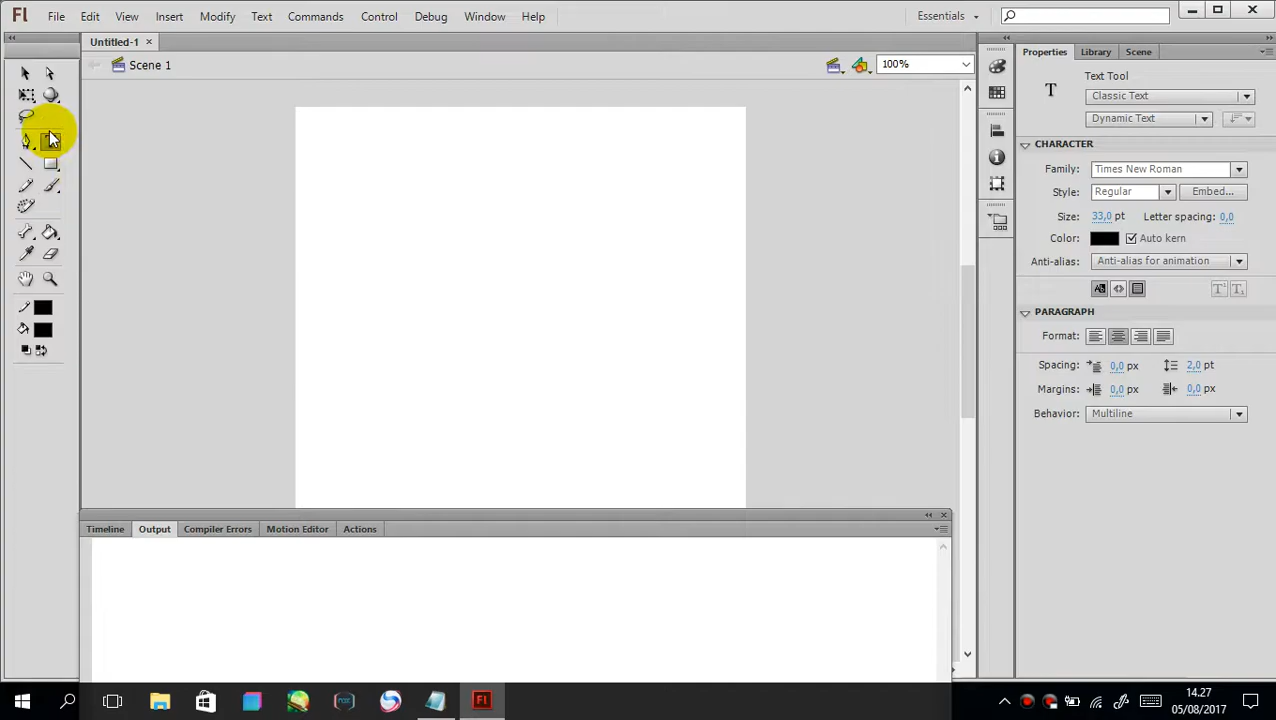 Fl File Edit View Insert Modify Text Commands Control Debug Window Help Essentials
Untitled-1
Scene 1 100%
Properties Library Scene
T Text Tool
Classic Text
Dynamic Text
CHARACTER
Family: Times New Roman
Style: Regular Embed...
Size: 33,0 pt Letter spacing: 0,0
Color: Auto kern
Anti-alias: Anti-alias for animation
PARAGRAPH
Format:
Spacing: 0,0 px 2,0 pt
Margins: 0,0 px 0,0 px
Behavior: Multiline
Timeline Output Compiler Errors Motion Editor Actions
Fl
14.27
05/08/2017